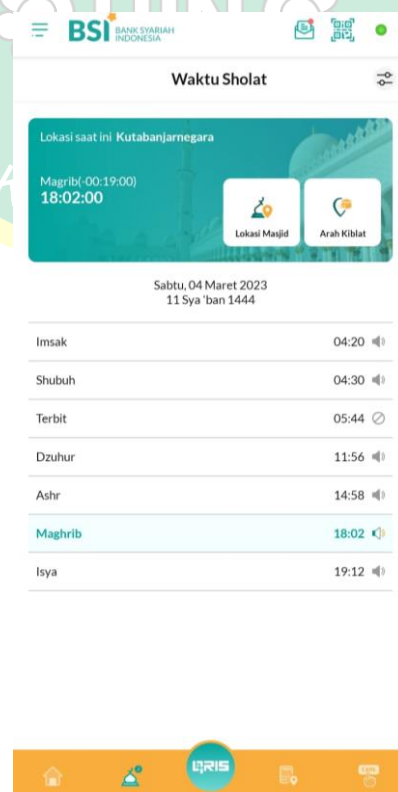 BSI BANK SYARIAH
INDONESIA
Waktu Sholat
Lokasi saat ini Kutabanjarnegara
Magrib(-00:19:00)
18:02:00
Lokasi Masjid
Arah Kiblat
Sabtu, 04 Maret 2023
11 Sya 'ban 1444
Imsak 04:20
Shubuh 04:30
Terbit 05:44
Dzuhur 11:56
Ashr 14:58
Maghrib 18:02
Isya 19:12
QRIS